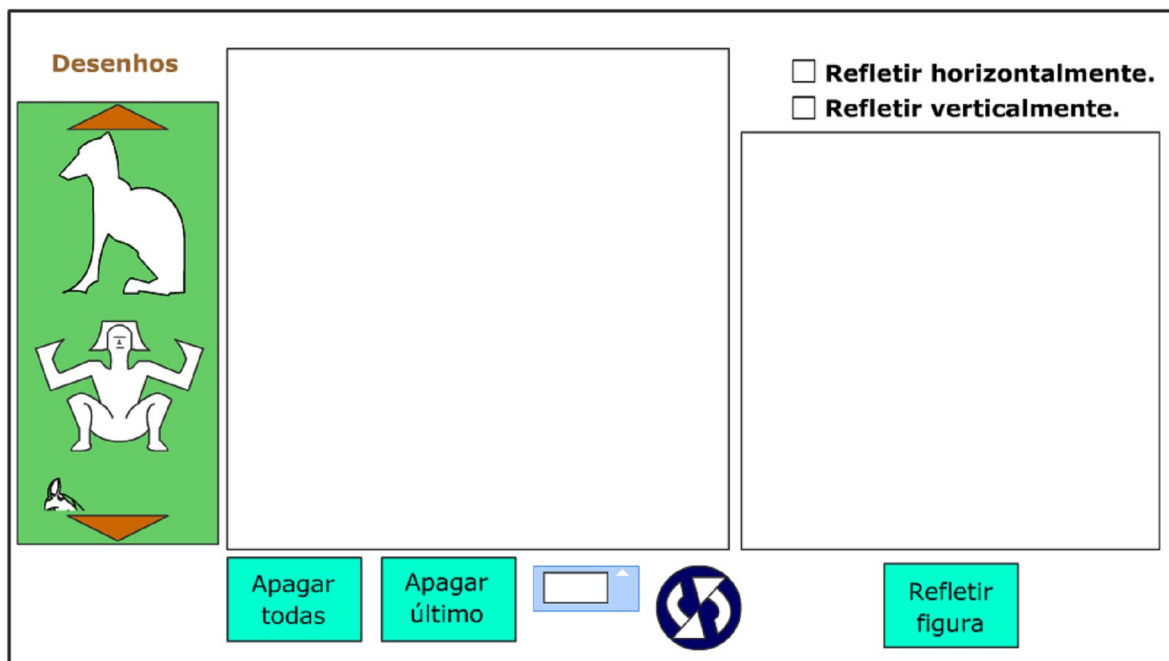 Desenhos
Refletir horizontalmente.
Refletir verticalmente.
Apagar
todas
Apagar
último
Refletir
figura